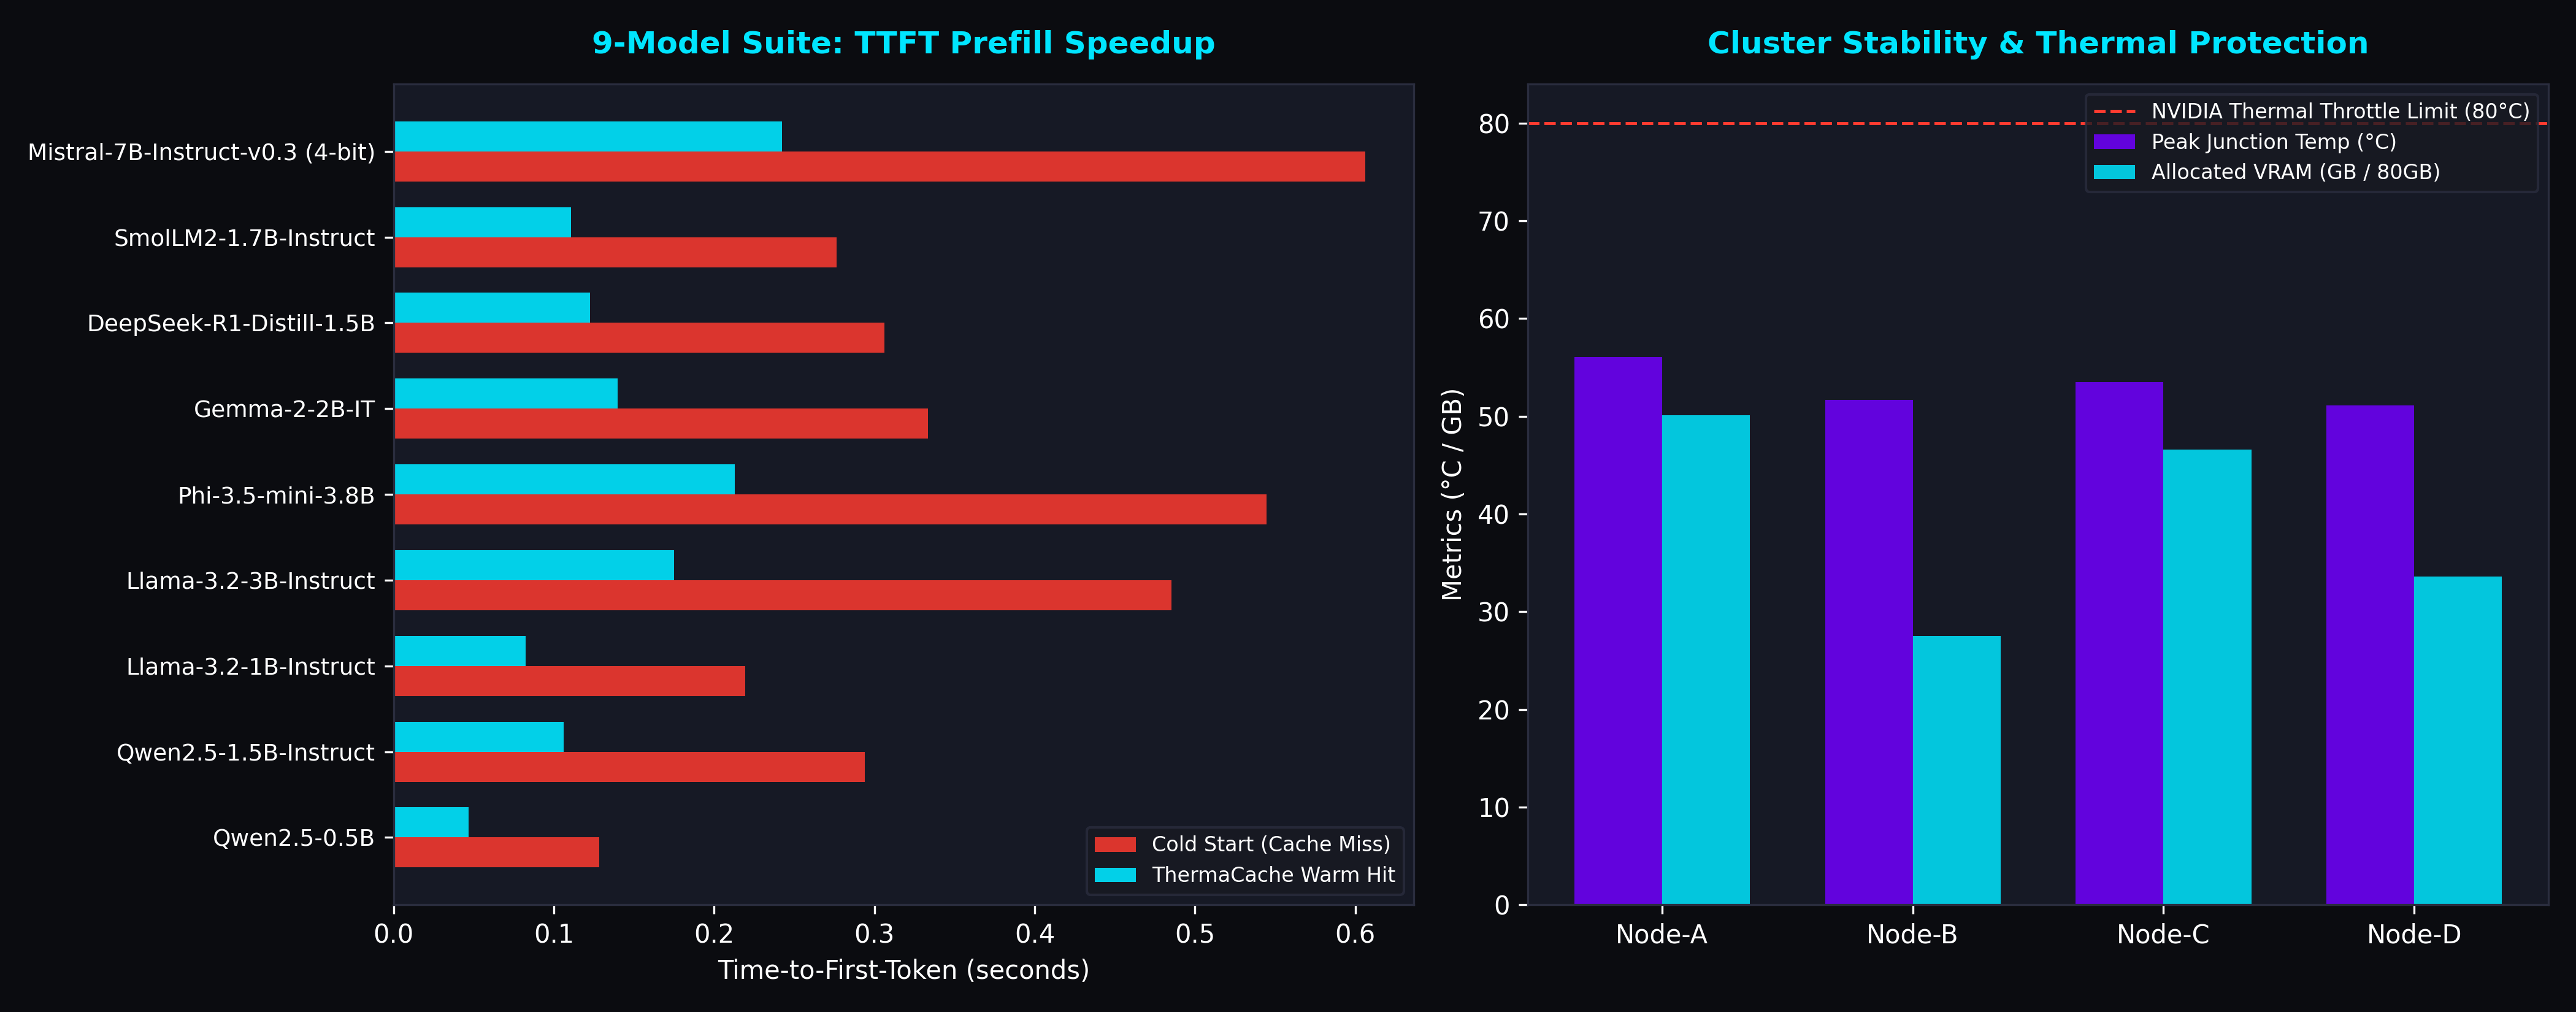 9-Model Suite: TTFT Prefill Speedup
Mistral-7B-Instruct-v0.3 (4-bit)
SmolLM2-1.7B-Instruct
DeepSeek-R1-Distill-1.5B
Gemma-2-2B-IT
Phi-3.5-mini-3.8B
Llama-3.2-3B-Instruct
Llama-3.2-1B-Instruct
Qwen2.5-1.5B-Instruct
Qwen2.5-0.5B
Cold Start (Cache Miss)
ThermaCache Warm Hit
0.0 0.1 0.2 0.3 0.4 0.5 0.6
Time-to-First-Token (seconds)
Cluster Stability & Thermal Protection
NVIDIA Thermal Throttle Limit (80°C)
Peak Junction Temp (°C)
Allocated VRAM (GB / 80GB)
Metrics (°C / GB)
80
70
60
50
40
30
20
10
0
Node-A Node-B Node-C Node-D